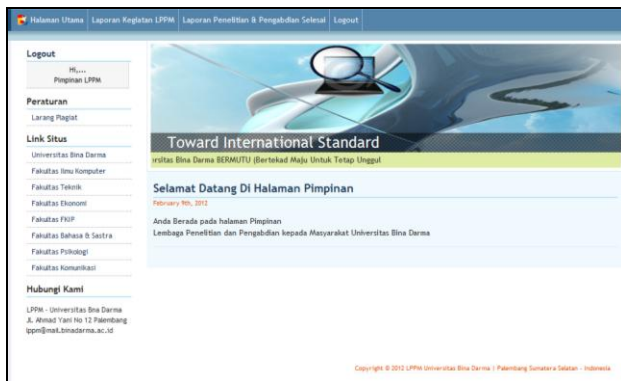 Halaman Utama Laporan Kegiatan LPPM Laporan Penelitian & Pengabdian Selesai Logout
Logout
Hi,...
Pimpinan LPPM
Peraturan
Larang Plagiat
Link Situs
Universitas Bina Darma
Fakultas Ilmu Komputer
Fakultas Teknik
Fakultas Ekonomi
Fakultas FKIP
Fakultas Bahasa & Sastra
Fakultas Psikologi
Fakultas Komunikasi
Hubungi Kami
LPPM - Universitas Bna Darma
JL. Ahmad Yani No 12 Palembang
lppm@mail.binadarma.ac.id
Toward International Standard
rsitas Bina Darma BERMUTU (Bertekad Maju Untuk Tetap Unggul
Selamat Datang Di Halaman Pimpinan
February 9th, 2012
Anda Berada pada halaman Pimpinan
Lembaga Penelitian dan Pengabdian kepada Masyarakat Universitas Bina Darma
Copyright © 2012 LPPM Universitas Bina Darma | Palembang Sumatera Selatan - Indonesia